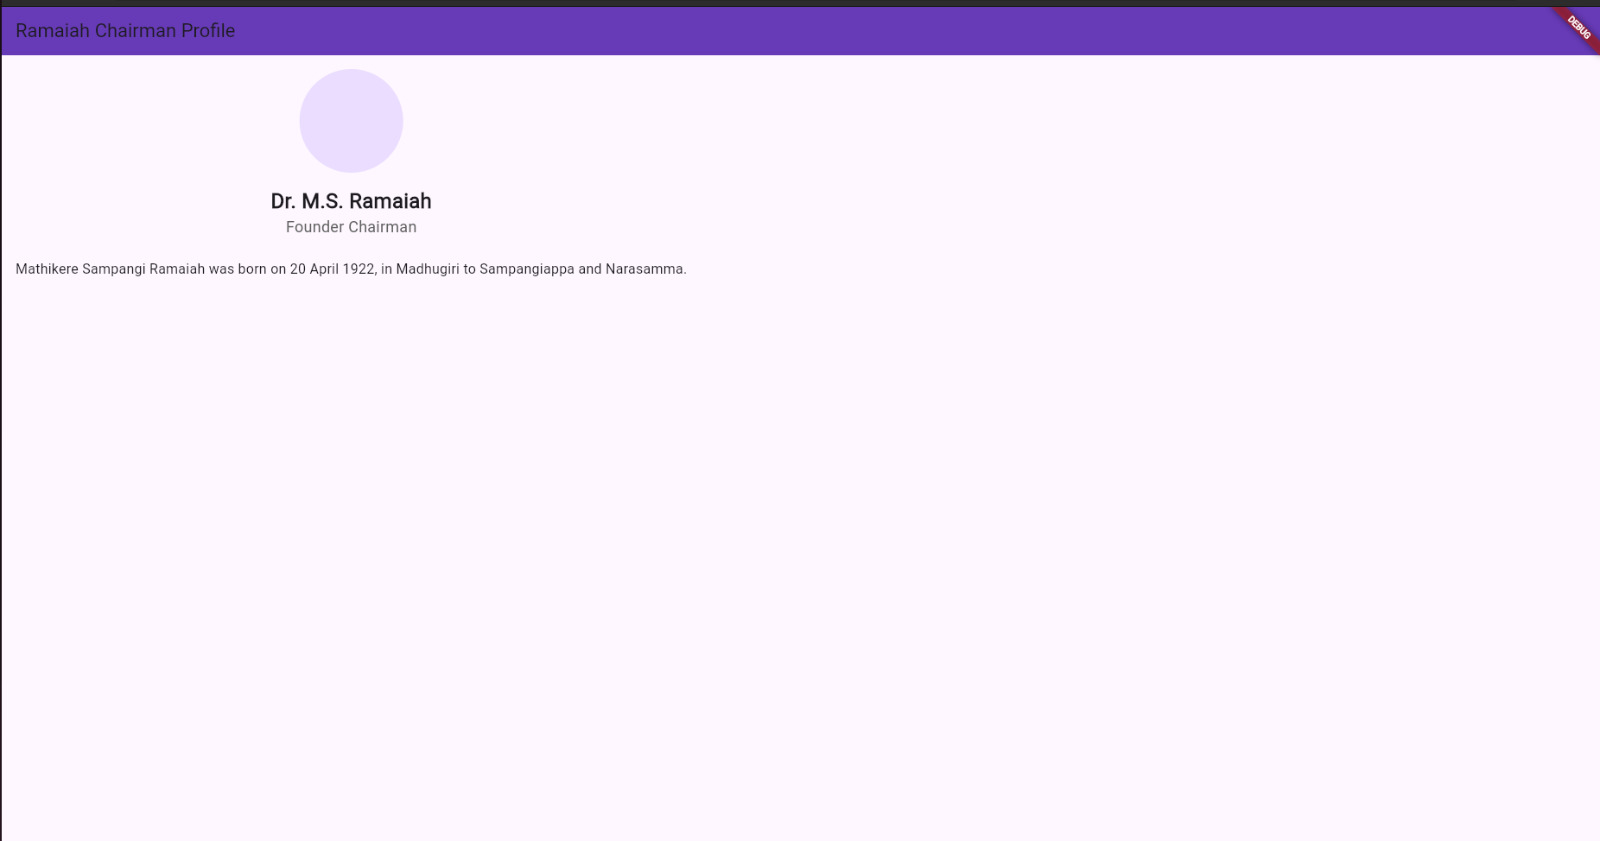 Ramaiah Chairman Profile
DEBUG
Dr. M.S. Ramaiah
Founder Chairman
Mathikere Sampangi Ramaiah was born on 20 April 1922, in Madhugiri to Sampangiappa and Narasamma.